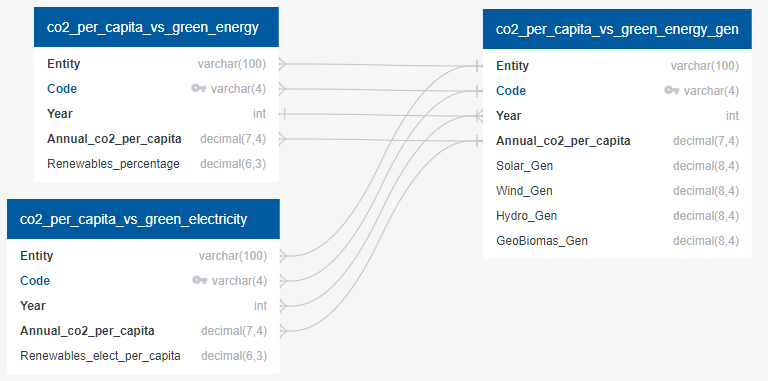 co2_per_capita_vs_green_energy
Entity varchar(100)
Code varchar(4)
Year int
Annual_co2_per_capita decimal(7,4)
Renewables_percentage decimal(6,3)
co2_per_capita_vs_green_energy_gen
Entity varchar(100)
Code varchar(4)
Year int
Annual_co2_per_capita decimal(7,4)
Solar_Gen decimal(8,4)
Wind_Gen decimal(8,4)
Hydro_Gen decimal(8,4)
GeoBiomas_Gen decimal(8,4)
co2_per_capita_vs_green_electricity
Entity varchar(100)
Code varchar(4)
Year int
Annual_co2_per_capita decimal(7,4)
Renewables_elect_per_capita decimal(6,3)